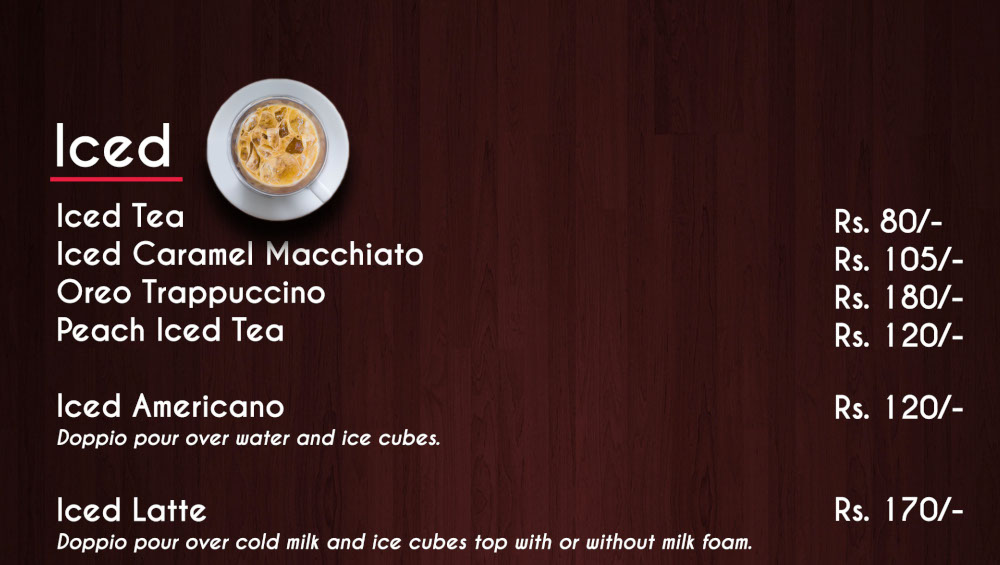 Iced
Iced Tea Rs. 80/-
Iced Caramel Macchiato Rs. 105/-
Oreo Trappuccino Rs. 180/-
Peach Iced Tea Rs. 120/-
Iced Americano Rs. 120/-
Doppio pour over water and ice cubes.
Iced Latte Rs. 170/-
Doppio pour over cold milk and ice cubes top with or without milk foam.